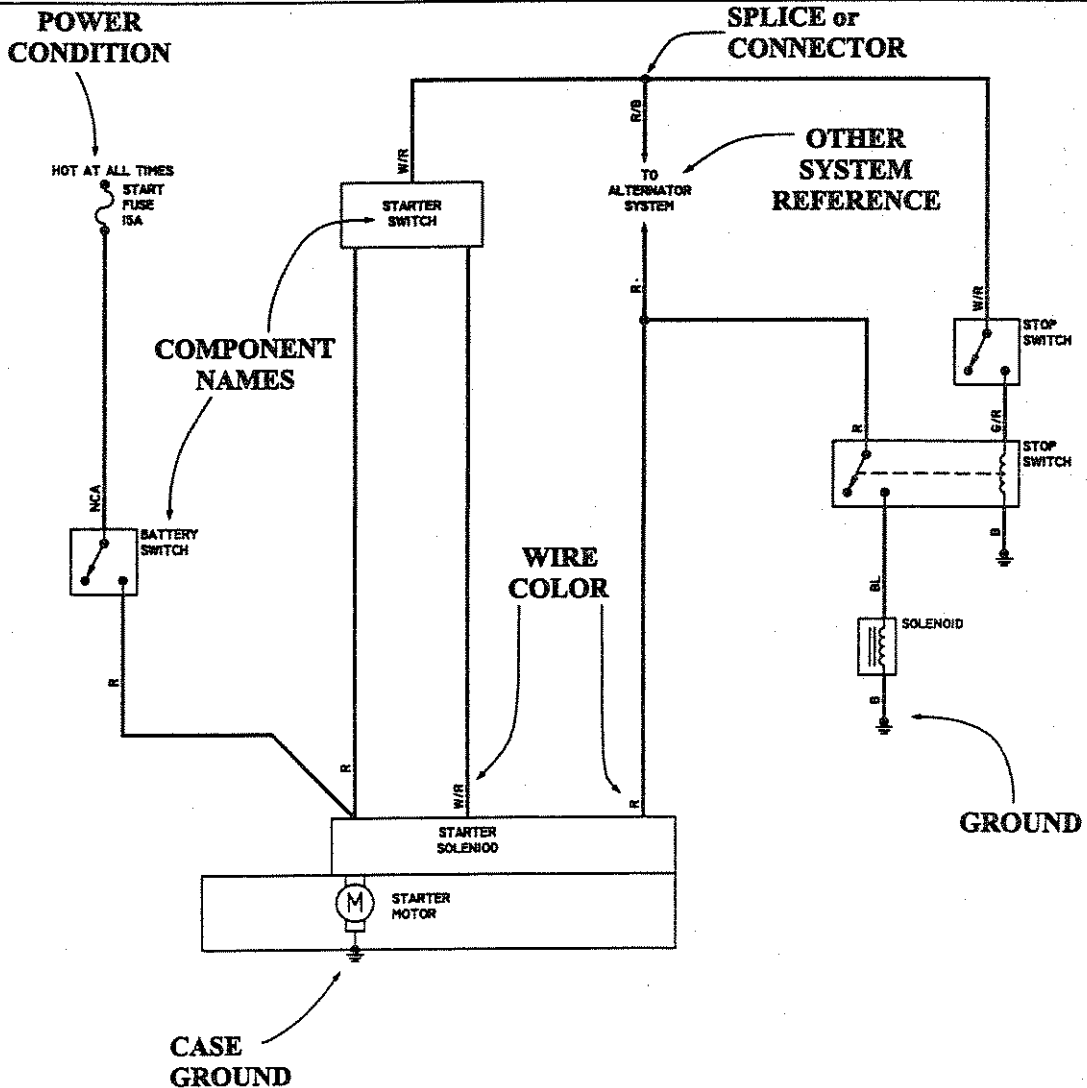 POWER
CONDITION
SPLICE or
CONNECTOR
R/B
W/R
OTHER
SYSTEM
REFERENCE
HOT AT ALL TIMES
START
FUSE
15A
TO
ALTERNATOR
SYSTEM
STARTER
SWITCH
R
W/R
STOP
SWITCH
COMPONENT
NAMES
G/R
R
STOP
SWITCH
NCA
BATTERY
SWITCH
B
WIRE
COLOR
BL
SOLENOID
R
B
R
W/R
R
GROUND
STARTER
SOLENIOD
M
STARTER
MOTOR
CASE
GROUND